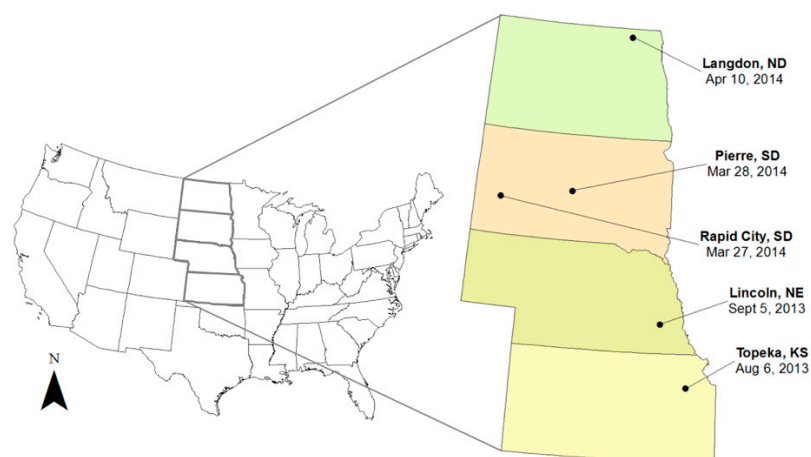 Langdon, ND
Apr 10, 2014
Pierre, SD
Mar 28, 2014
Rapid City, SD
Mar 27, 2014
Lincoln, NE
Sept 5, 2013
Topeka, KS
Aug 6, 2013
N